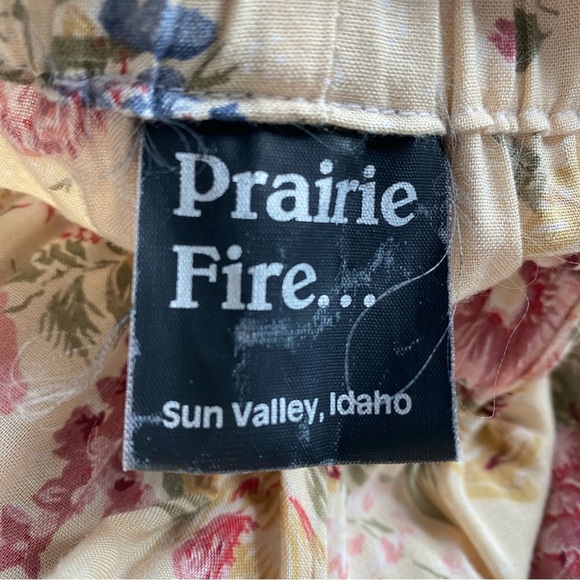 Prairie
Fire...
Sun Valley, Idaho